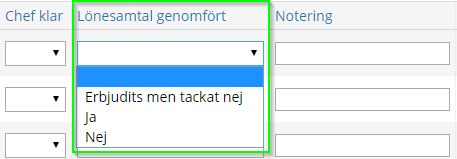 Chef klar Lönesamtal genomfört Notering
Erbjudits men tackat nej
Ja
Nej